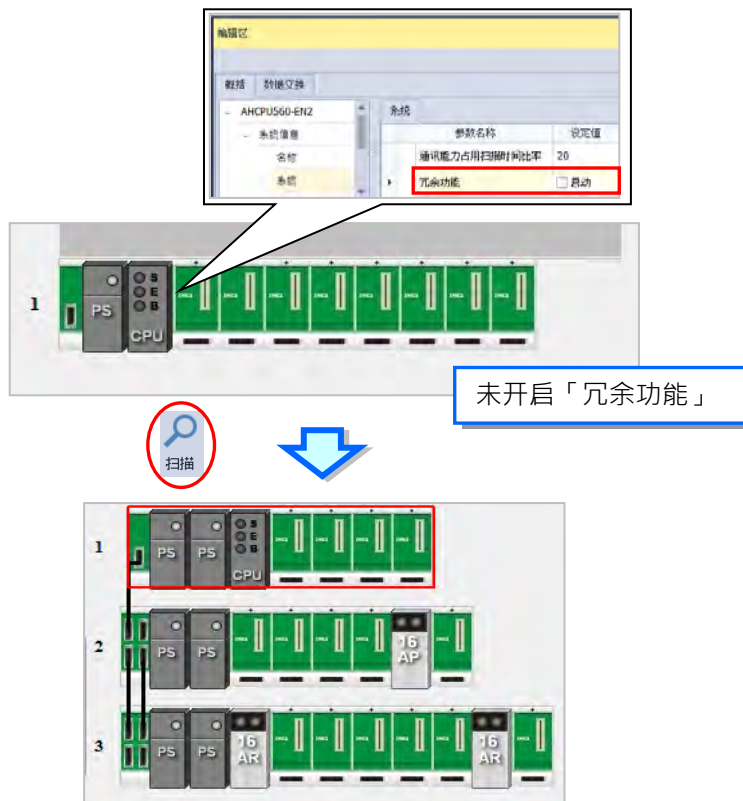 编辑区
概括 数据交换
- AHCPU560-EN2 系统
参数名称 设定值
- 系统信息
名称 通讯能力占用扫描时间比率 20
系统 冗余功能 启动
S
E
B
1 PS CPU
未开启「冗余功能」
扫描
S
E
B
1 PS PS CPU
2 PS PS 16 AP
3 PS PS 16 AR 16 AR